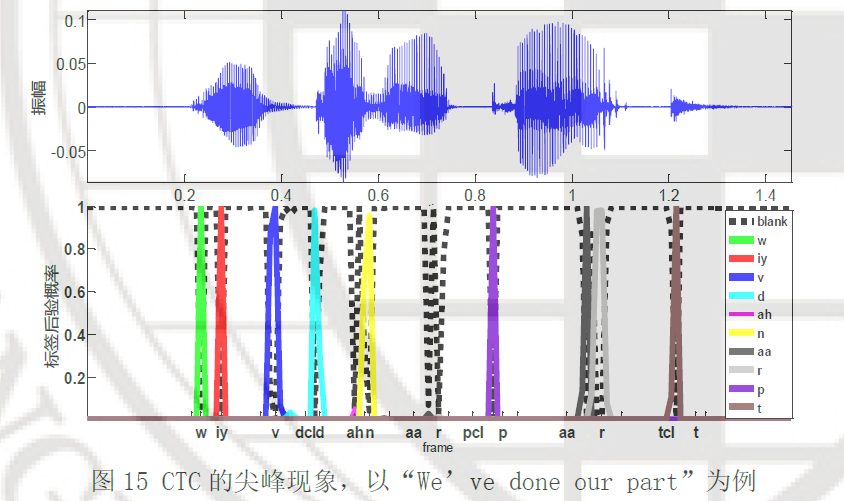 0.1
0.05
0
-0.05
振幅
0.2 0.4 0.6 0.8 1 1.2 1.4
1
0.8
0.6
0.4
0.2
标签后验概率
blank
w
iy
v
d
ah
n
aa
r
p
t
w iy v dcld ah n aa r pcl p aa r tcl t
frame
图 15 CTC 的尖峰现象，以“We’ve done our part”为例